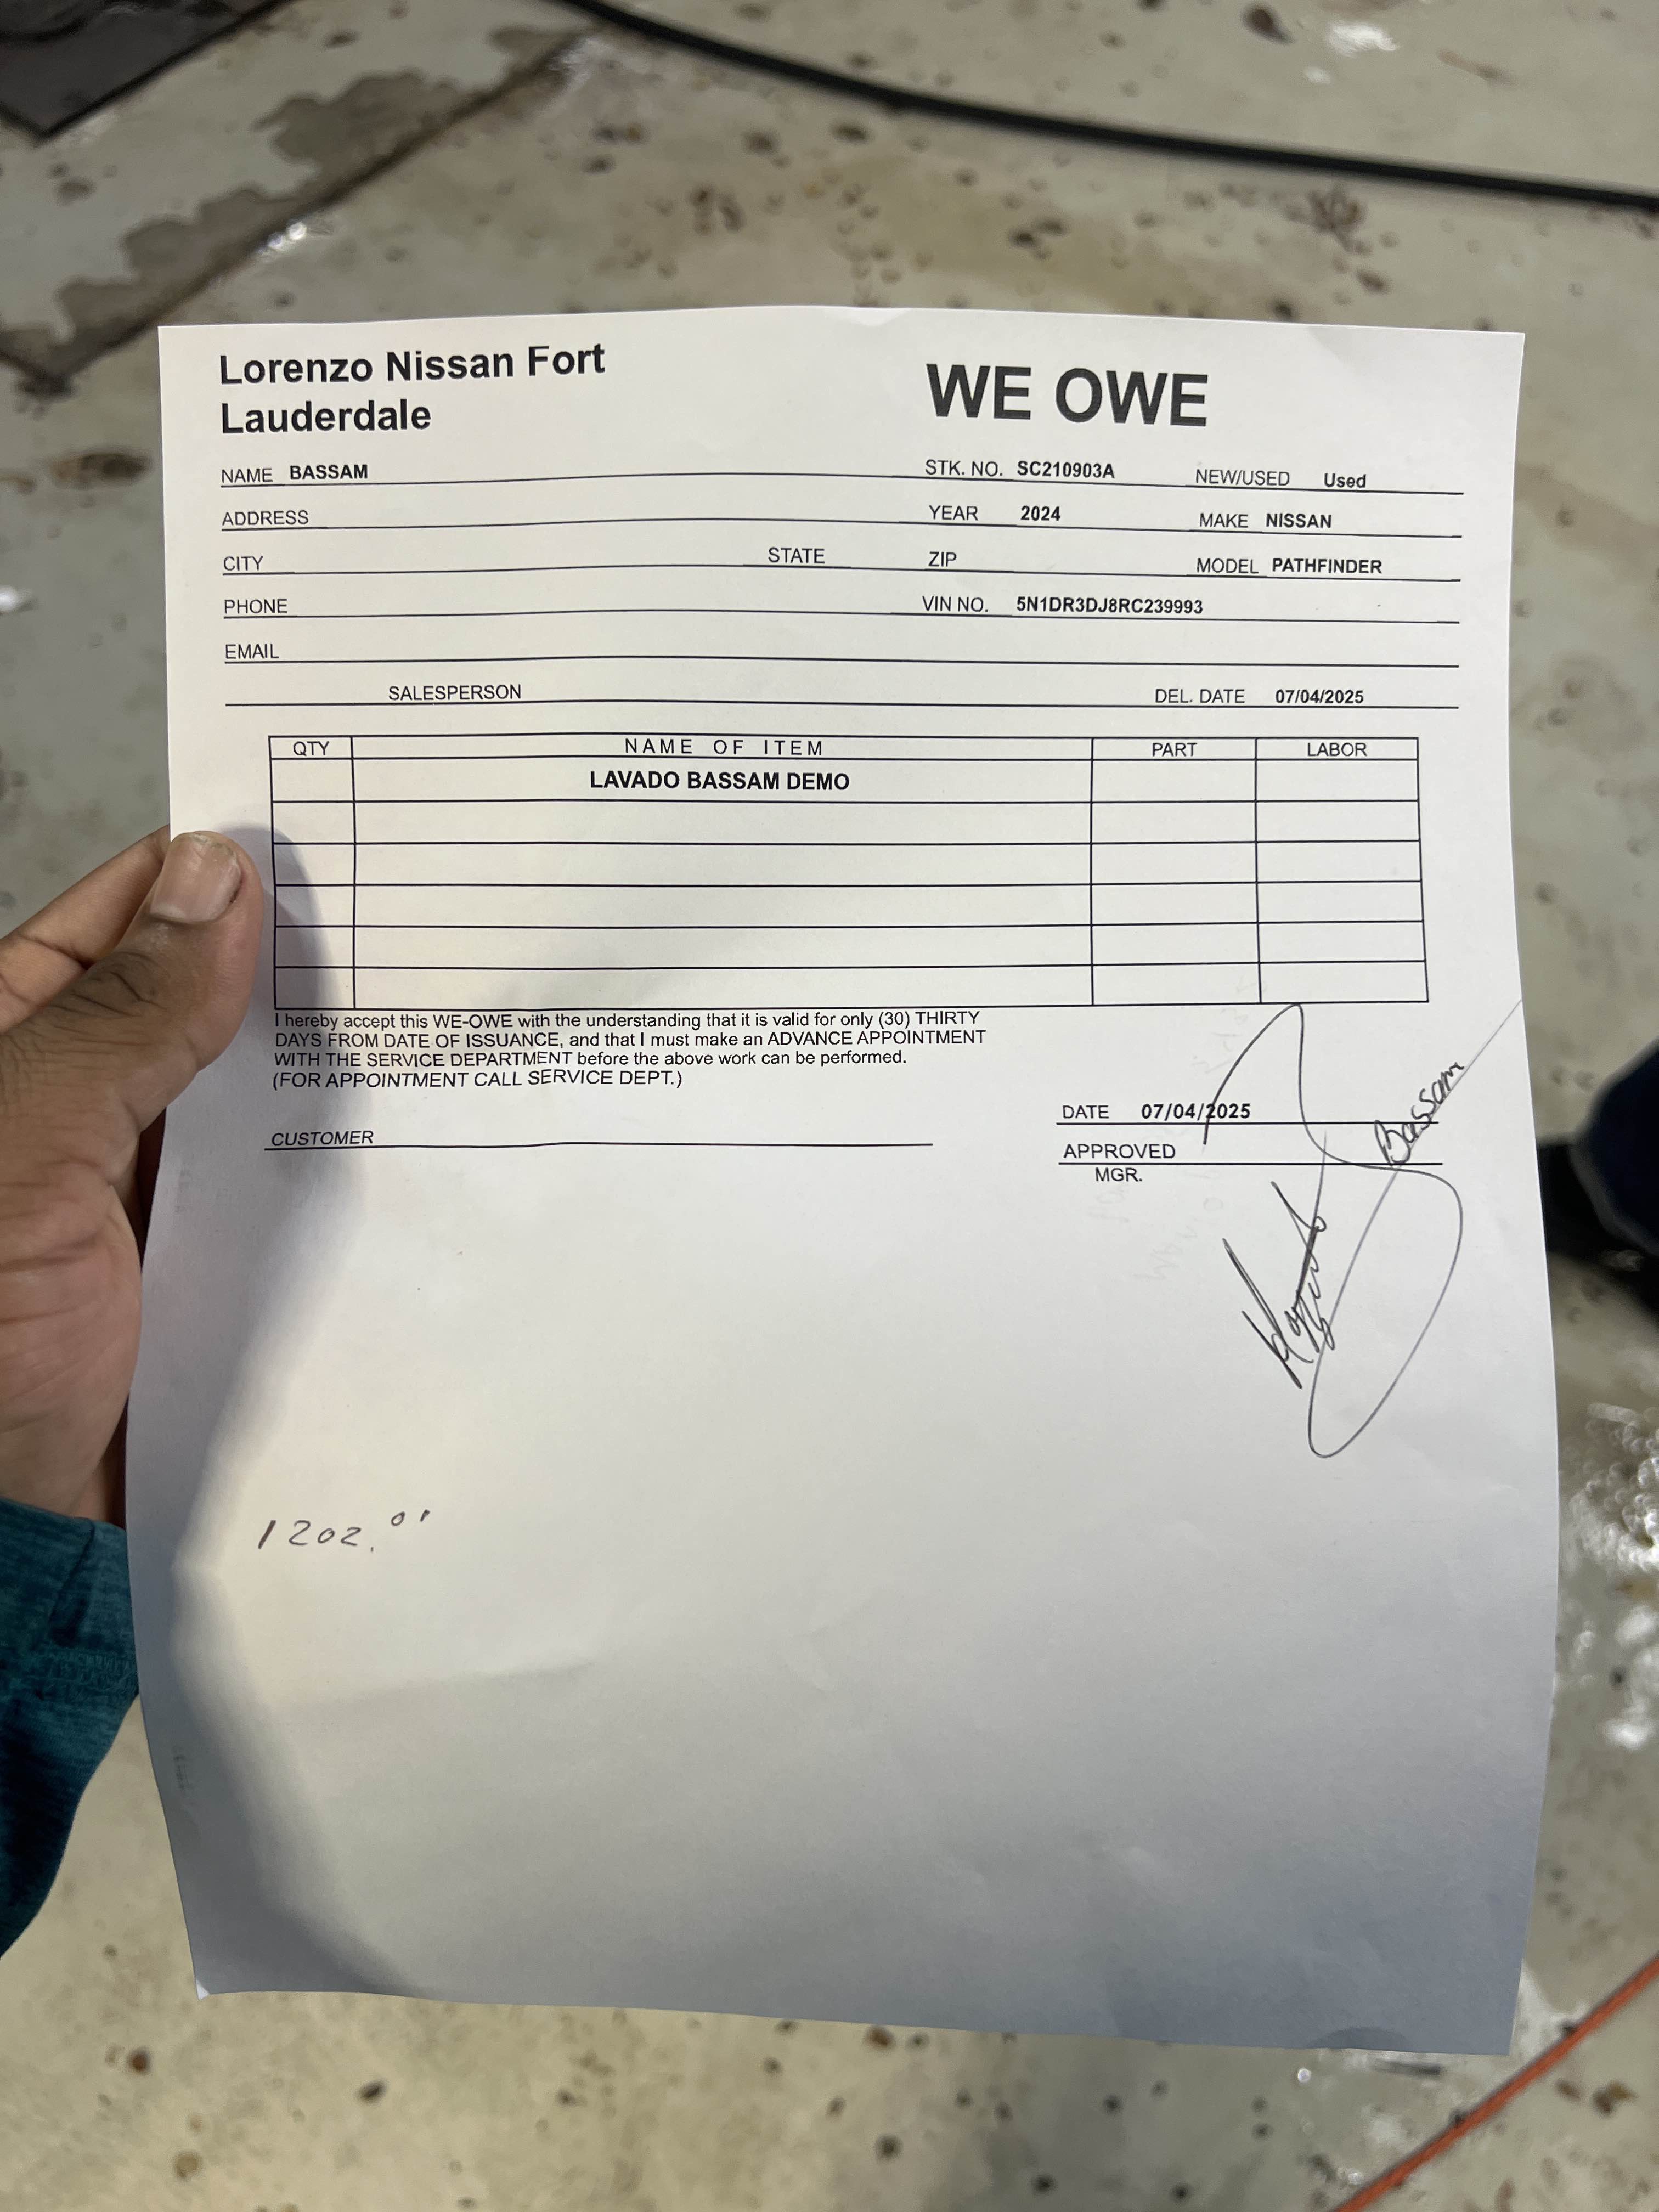 Lorenzo Nissan Fort
Lauderdale
WE OWE
NAME BASSAM STK. NO. SC210903A NEW/USED Used
ADDRESS YEAR 2024 MAKE NISSAN
CITY STATE ZIP MODEL PATHFINDER
PHONE VIN NO. 5N1DR3DJ8RC239993
EMAIL
SALESPERSON DEL. DATE 07/04/2025
QTY NAME OF ITEM PART LABOR
LAVADO BASSAM DEMO
I hereby accept this WE-OWE with the understanding that it is valid for only (30) THIRTY
DAYS FROM DATE OF ISSUANCE, and that I must make an ADVANCE APPOINTMENT
WITH THE SERVICE DEPARTMENT before the above work can be performed.
(FOR APPOINTMENT CALL SERVICE DEPT.)
DATE 07/04/2025
Bassam
CUSTOMER
APPROVED
MGR.
1202.01